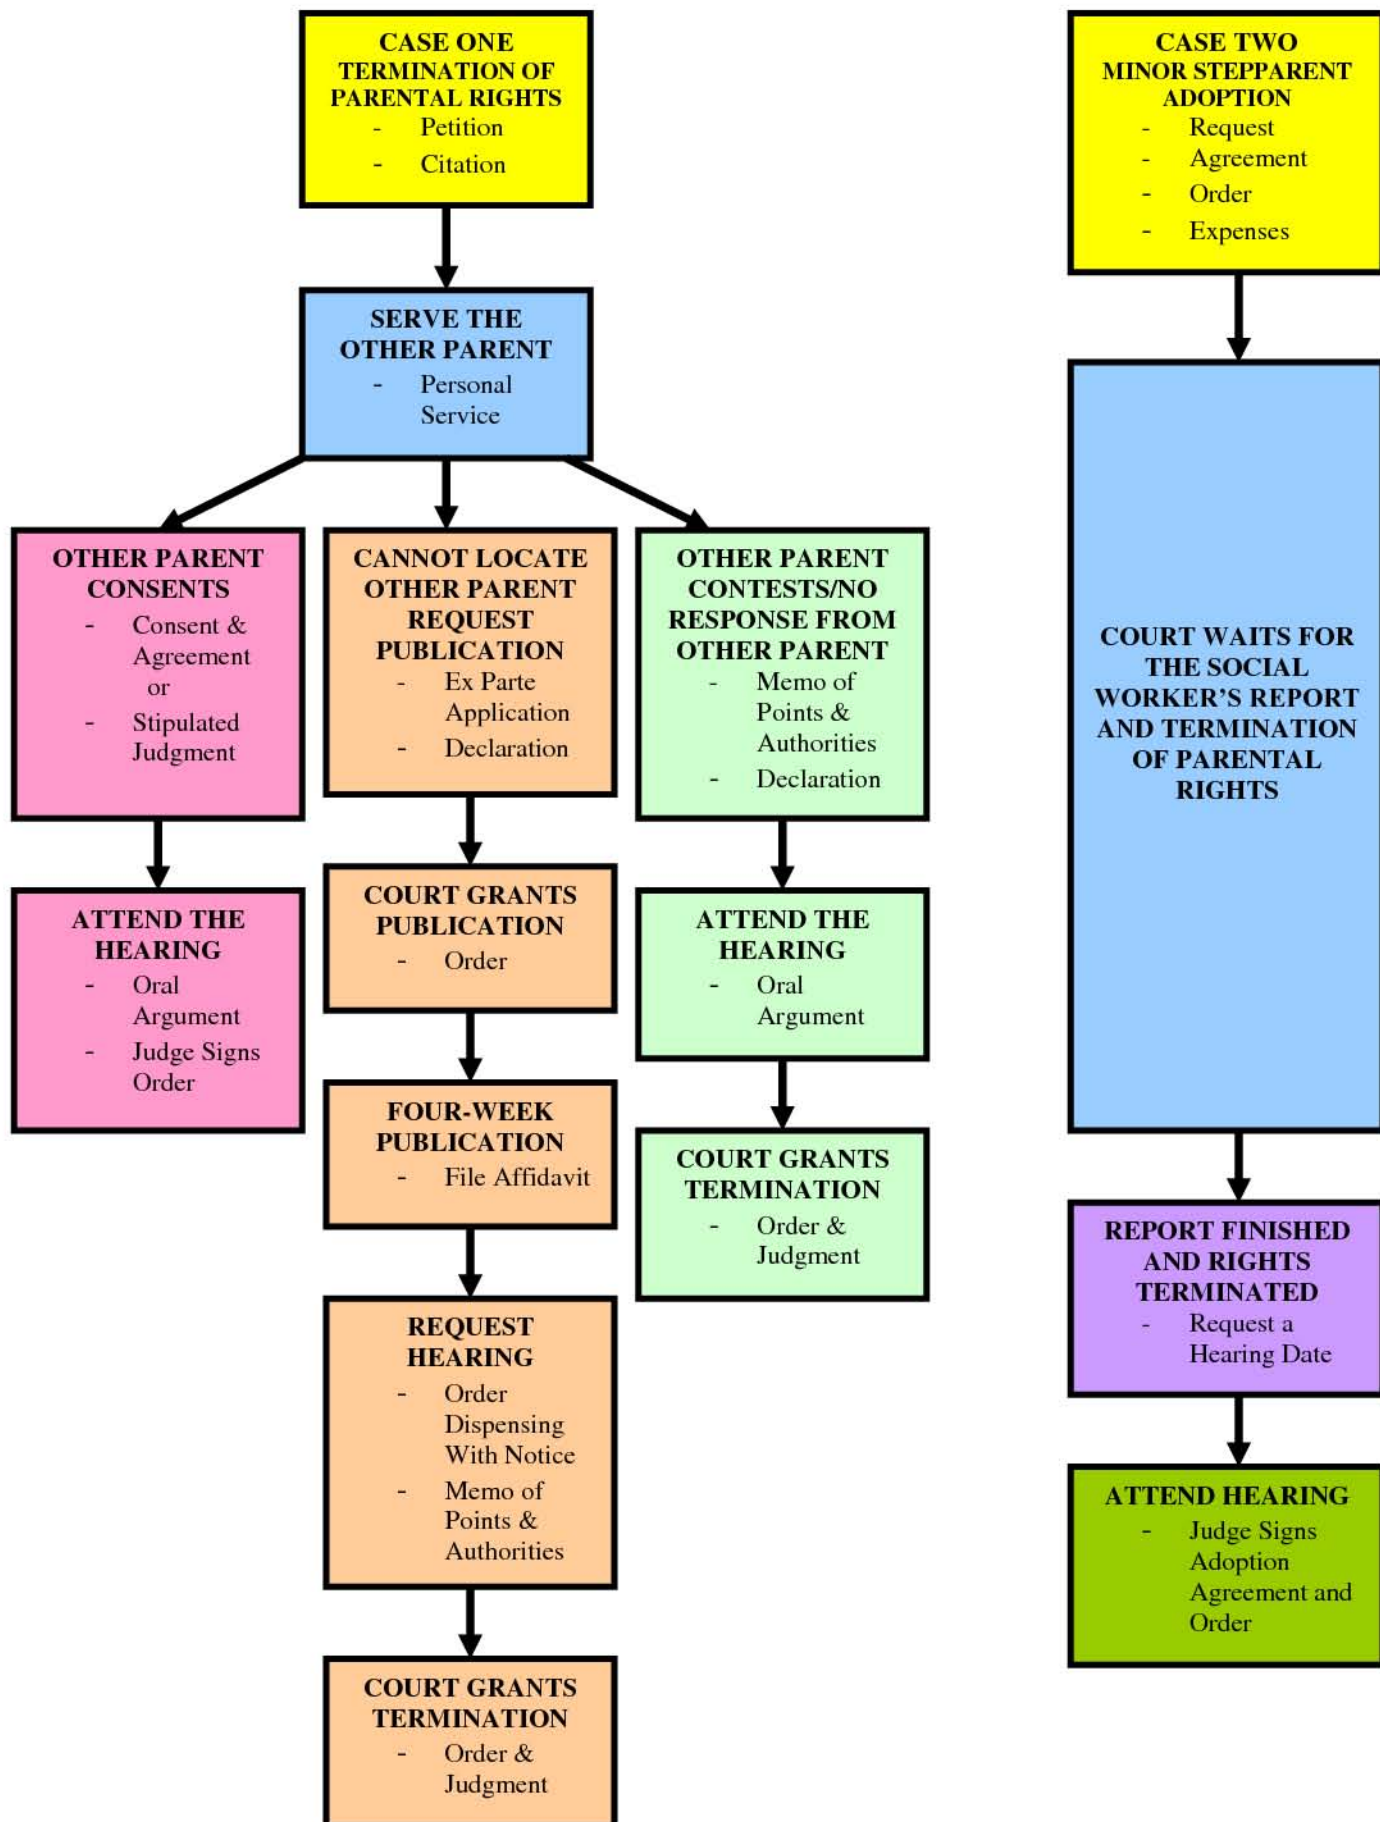 CASE ONE
TERMINATION OF
PARENTAL RIGHTS
- Petition
- Citation
SERVE THE
OTHER PARENT
- Personal
Service
OTHER PARENT
CONSENTS
- Consent &
Agreement
or
- Stipulated
Judgment
ATTEND THE
HEARING
- Oral
Argument
- Judge Signs
Order
CANNOT LOCATE
OTHER PARENT
REQUEST
PUBLICATION
- Ex Parte
Application
- Declaration
COURT GRANTS
PUBLICATION
- Order
FOUR-WEEK
PUBLICATION
- File Affidavit
REQUEST
HEARING
- Order
Dispensing
With Notice
- Memo of
Points &
Authorities
COURT GRANTS
TERMINATION
- Order &
Judgment
OTHER PARENT
CONTESTS/NO
RESPONSE FROM
OTHER PARENT
- Memo of
Points &
Authorities
- Declaration
ATTEND THE
HEARING
- Oral
Argument
COURT GRANTS
TERMINATION
- Order &
Judgment
CASE TWO
MINOR STEPPARENT
ADOPTION
- Request
- Agreement
- Order
- Expenses
COURT WAITS FOR
THE SOCIAL
WORKER'S REPORT
AND TERMINATION
OF PARENTAL
RIGHTS
REPORT FINISHED
AND RIGHTS
TERMINATED
- Request a
Hearing Date
ATTEND HEARING
- Judge Signs
Adoption
Agreement and
Order